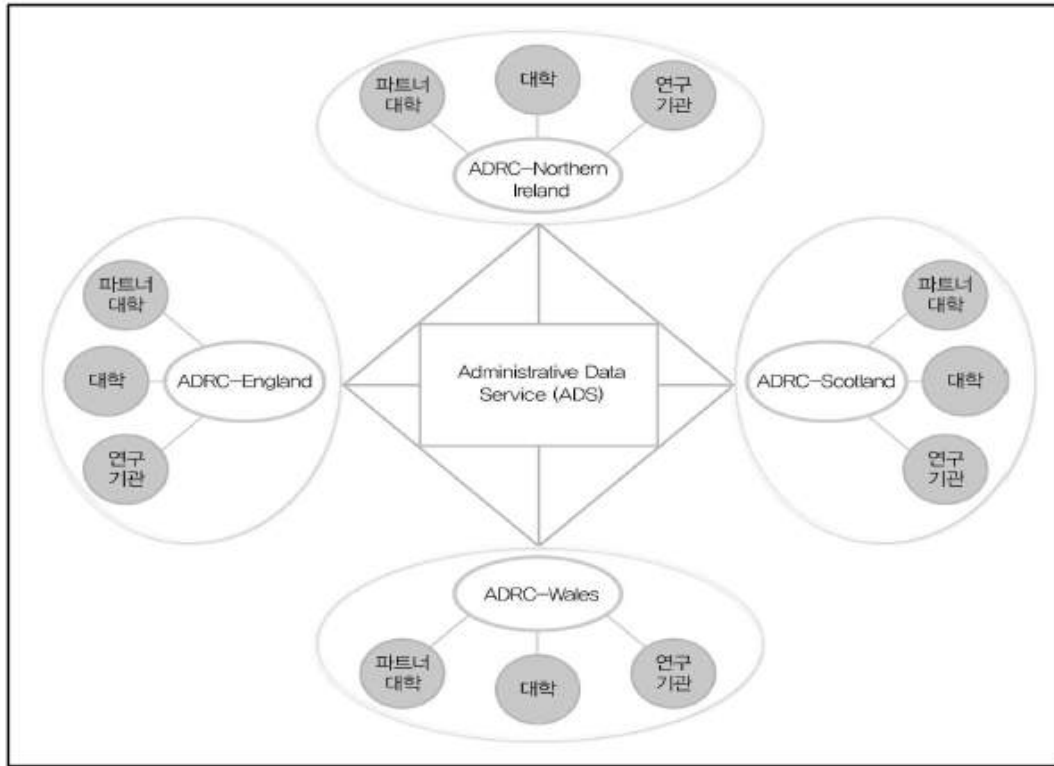 파트너
대학
대학
연구
기관
ADRC-Northern
Ireland
파트너
대학
대학
연구
기관
ADRC-England
Administrative Data
Service (ADS)
ADRC-Scotland
파트너
대학
대학
연구
기관
ADRC-Wales
파트너
대학
대학
연구
기관